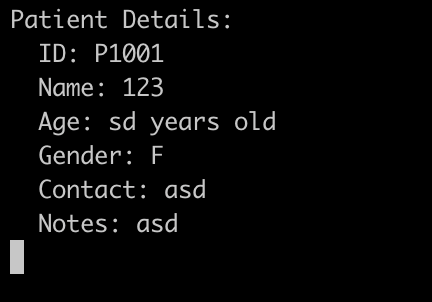 Patient Details:
ID: P1001
Name: 123
Age: sd years old
Gender: F
Contact: asd
Notes: asd